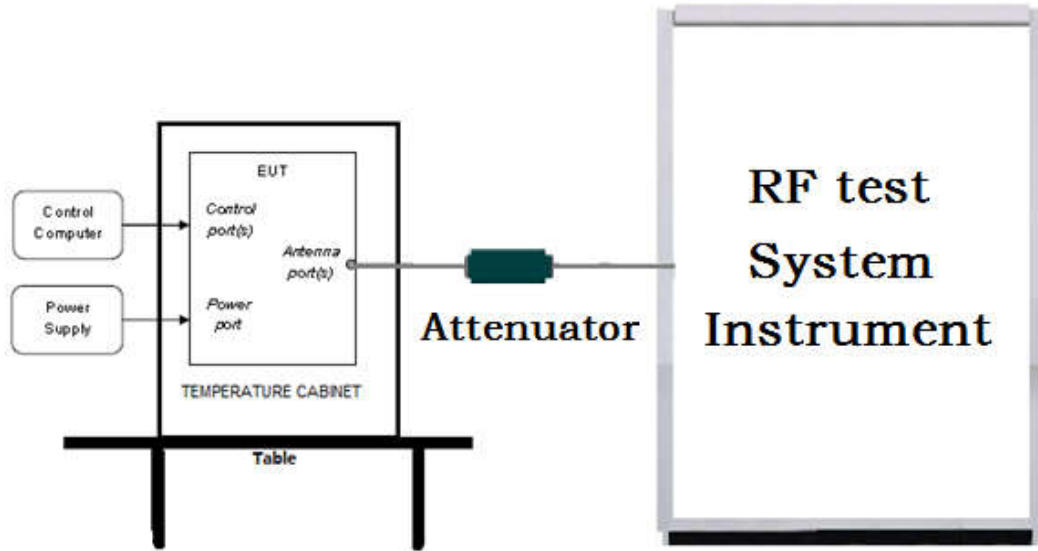 Control
Computer
Power
Supply
EUT
Control
port(s)
Antenna
port(s)
Power
port
TEMPERATURE CABINET
Table
Attenuator
RF test
System
Instrument